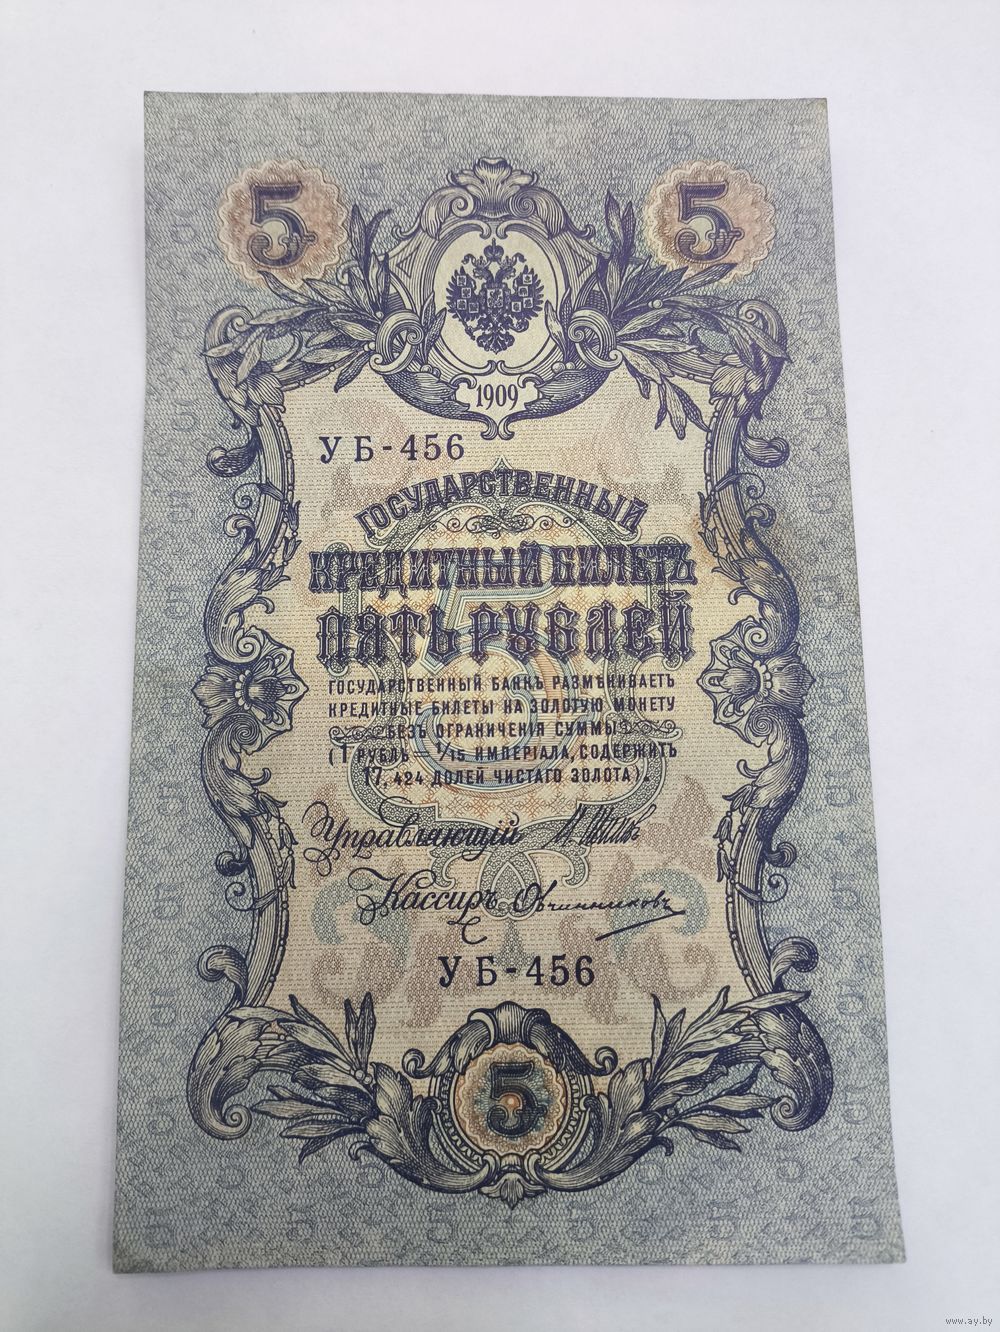 5 5
1909
УБ-456
ГОСУДАРСТВЕННЫЙ
КРЕДИТНЫЙ БИЛЕТЪ
ПЯТЬ РУБЛЕЙ
ГОСУДАРСТВЕННЫЙ БАНКЪ РАЗМѢНИВАЕТЪ
КРЕДИТНЫЕ БИЛЕТЫ НА ЗОЛОТУЮ МОНЕТУ
БЕЗЪ ОГРАНИЧЕНІЯ СУММЫ
(1 РУБЛЬ — 1/15 ИМПЕРІАЛА, СОДЕРЖИТЪ
17,424 ДОЛЕЙ ЧИСТАГО ЗОЛОТА).
Управляющій
Кассиръ Овчинниковъ
УБ-456
5
www.ay.by